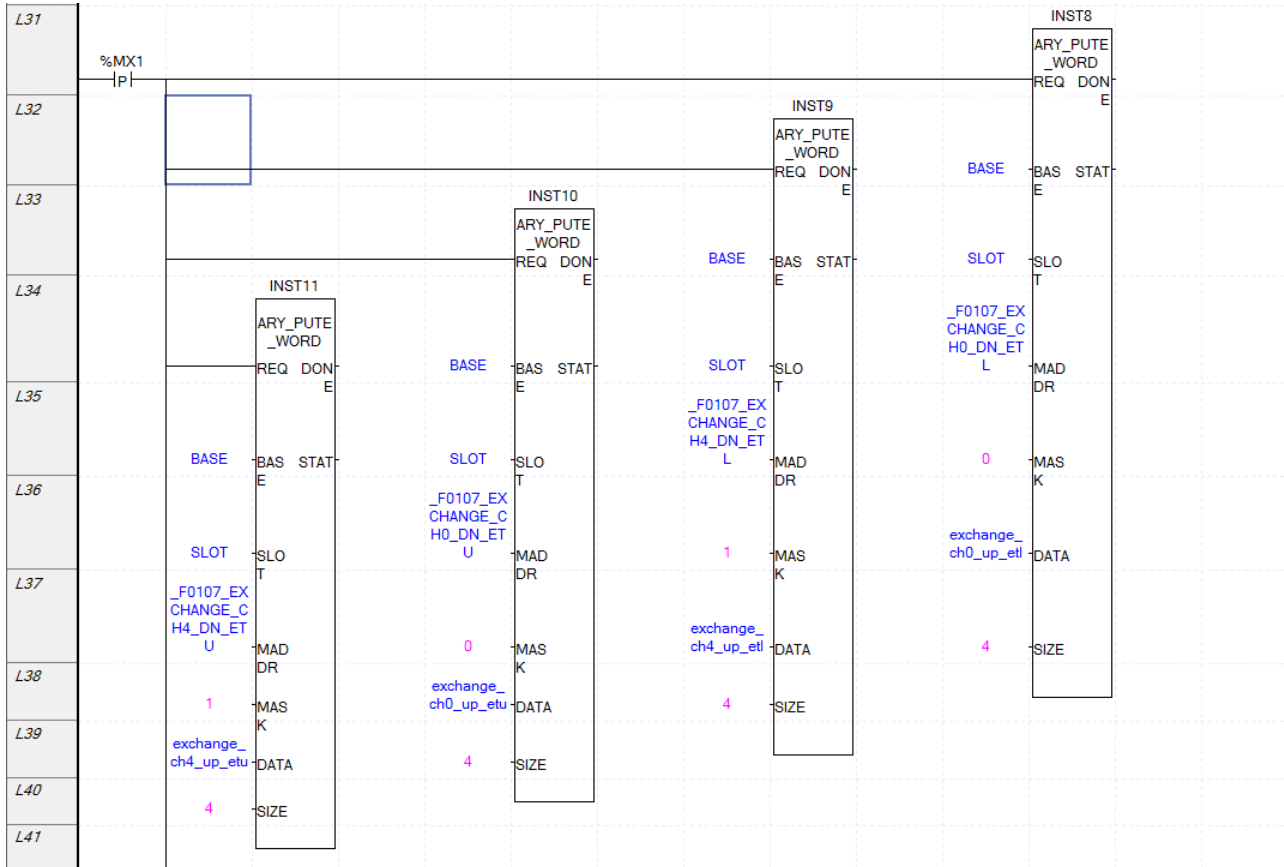 L31
L32
L33
L34
L35
L36
L37
L38
L39
L40
L41
%MX1
P
INST8
ARY_PUTE
_WORD
REQ DON
E
BASE
BAS STAT
E
SLOT
SLO
T
_F0107_EX
CHANGE_C
H0_DN_ET
L
MAD
DR
0
MAS
K
exchange_
ch0_up_etl
DATA
4
SIZE
INST9
ARY_PUTE
_WORD
REQ DON
E
BASE
BAS STAT
E
SLOT
SLO
T
_F0107_EX
CHANGE_C
H4_DN_ET
L
MAD
DR
1
MAS
K
exchange_
ch4_up_etl
DATA
4
SIZE
INST10
ARY_PUTE
_WORD
REQ DON
E
BASE
BAS STAT
E
SLOT
SLO
T
_F0107_EX
CHANGE_C
H0_DN_ET
U
MAD
DR
0
MAS
K
exchange_
ch0_up_etu
DATA
4
SIZE
INST11
ARY_PUTE
_WORD
REQ DON
E
BASE
BAS STAT
E
SLOT
SLO
T
_F0107_EX
CHANGE_C
H4_DN_ET
U
MAD
DR
1
MAS
K
exchange_
ch4_up_etu
DATA
4
SIZE